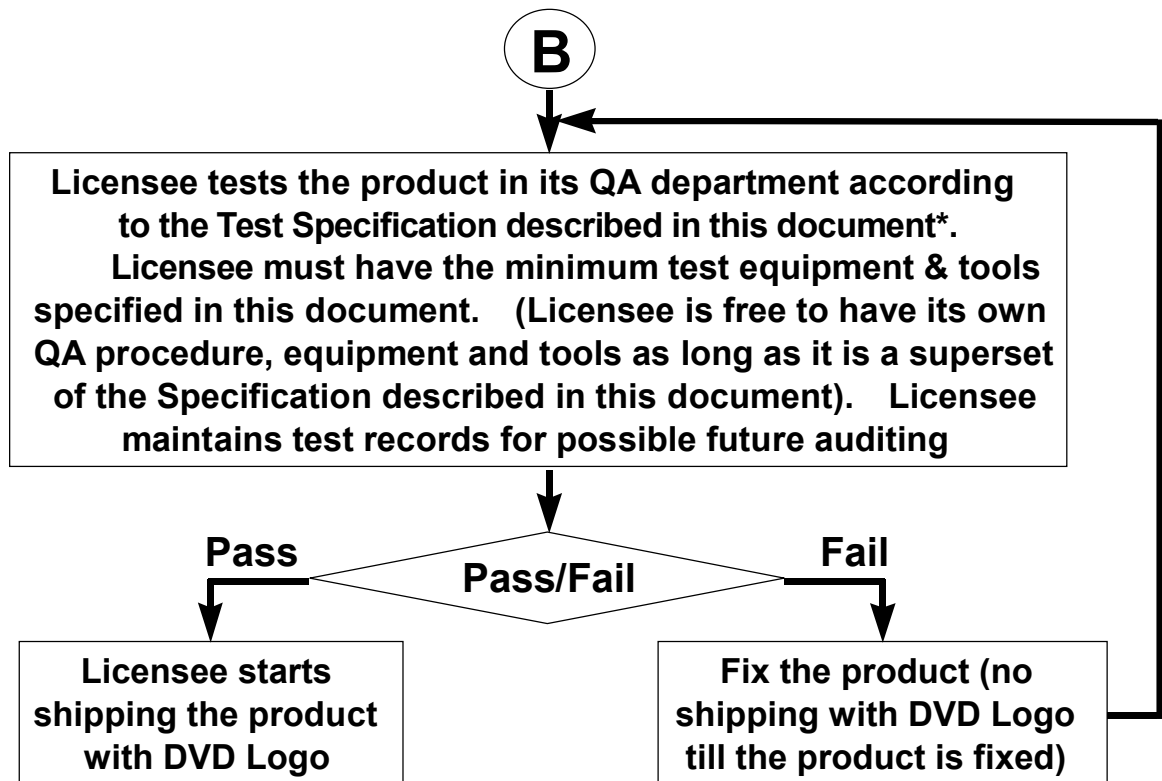 B
Licensee tests the product in its QA department according
to the Test Specification described in this document*.
Licensee must have the minimum test equipment & tools
specified in this document. (Licensee is free to have its own
QA procedure, equipment and tools as long as it is a superset
of the Specification described in this document). Licensee
maintains test records for possible future auditing
Pass
Pass/Fail
Fail
Licensee starts
shipping the product
with DVD Logo
Fix the product (no
shipping with DVD Logo
till the product is fixed)